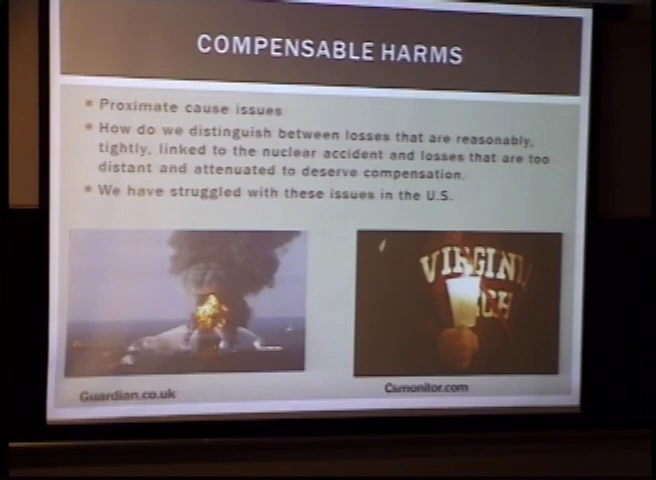 COMPENSABLE HARMS
Proximate cause issues
How do we distinguish between losses that are reasonably,
tightly, linked to the nuclear accident and losses that are too
distant and attenuated to deserve compensation.
We have struggled with these issues in the U.S.
VIRGINI
CH
Guardian.co.uk
Csmonitor.com